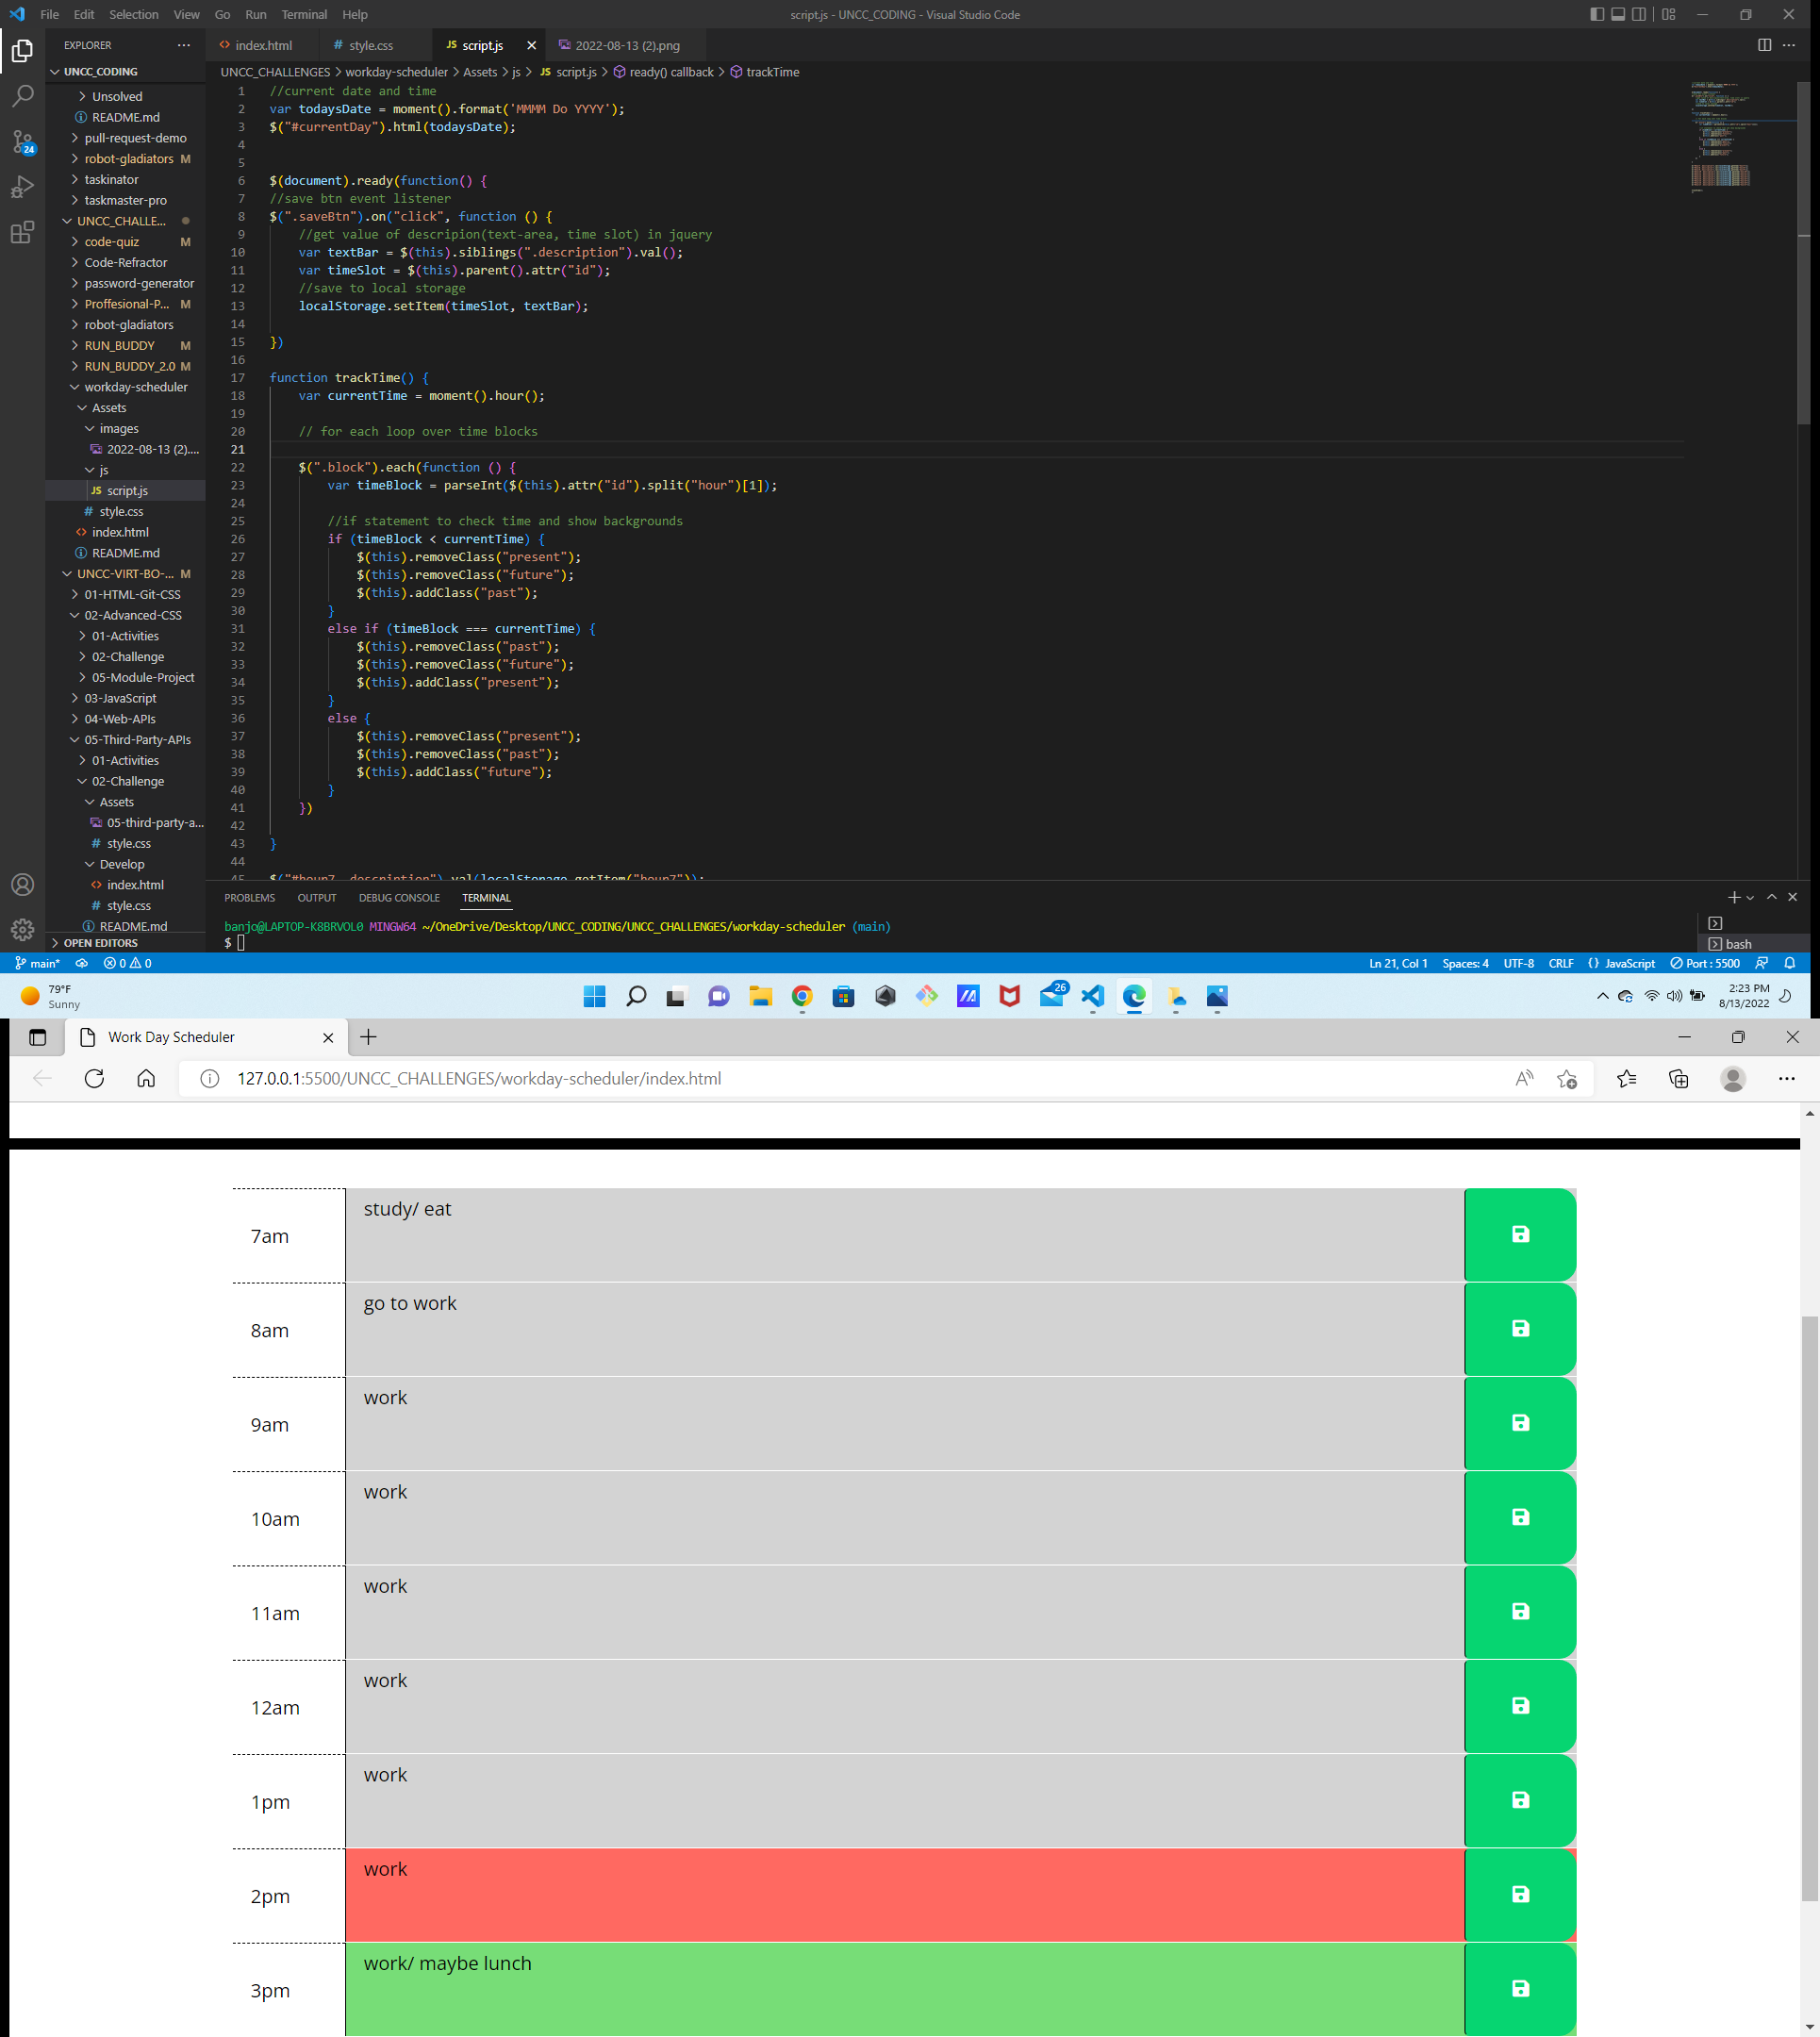 File Edit Selection View Go Run Terminal Help
script.js - UNCC_CODING - Visual Studio Code
EXPLORER
UNCC_CODING
Unsolved
README.md
pull-request-demo
robot-gladiators M
taskinator
taskmaster-pro
UNCC_CHALLE...
code-quiz M
Code-Refractor
password-generator
Proffesional-P... M
robot-gladiators
RUN_BUDDY M
RUN_BUDDY_2.0 M
workday-scheduler
Assets
images
2022-08-13 (2)....
js
JS script.js
# style.css
<> index.html
README.md
UNCC-VIRT-BO-... M
01-HTML-Git-CSS
02-Advanced-CSS
01-Activities
02-Challenge
05-Module-Project
03-JavaScript
04-Web-APIs
05-Third-Party-APIs
01-Activities
02-Challenge
Assets
05-third-party-a...
# style.css
Develop
<> index.html
# style.css
README.md
OPEN EDITORS
24
<> index.html # style.css JS script.js 2022-08-13 (2).png
UNCC_CHALLENGES > workday-scheduler > Assets > js > JS script.js > ready() callback > trackTime
1 //current date and time
2 var todaysDate = moment().format('MMMM Do YYYY');
3 $("#currentDay").html(todaysDate);
4
5
6 $(document).ready(function() {
7 //save btn event listener
8 $(".saveBtn").on("click", function () {
9 //get value of descripion(text-area, time slot) in jquery
10 var textBar = $(this).siblings(".description").val();
11 var timeSlot = $(this).parent().attr("id");
12 //save to local storage
13 localStorage.setItem(timeSlot, textBar);
14
15 })
16
17 function trackTime() {
18 var currentTime = moment().hour();
19
20 // for each loop over time blocks
21
22 $(".block").each(function () {
23 var timeBlock = parseInt($(this).attr("id").split("hour")[1]);
24
25 //if statement to check time and show backgrounds
26 if (timeBlock < currentTime) {
27 $(this).removeClass("present");
28 $(this).removeClass("future");
29 $(this).addClass("past");
30 }
31 else if (timeBlock === currentTime) {
32 $(this).removeClass("past");
33 $(this).removeClass("future");
34 $(this).addClass("present");
35 }
36 else {
37 $(this).removeClass("present");
38 $(this).removeClass("past");
39 $(this).addClass("future");
40 }
41 })
42
43 }
44
45 $("#hour7 .description").val(localStorage.getItem("hour7"));
PROBLEMS OUTPUT DEBUG CONSOLE TERMINAL
banjo@LAPTOP-K8BRVOL0 MINGW64 ~/OneDrive/Desktop/UNCC_CODING/UNCC_CHALLENGES/workday-scheduler (main)
$
bash
main* 0 0 Ln 21, Col 1 Spaces: 4 UTF-8 CRLF {} JavaScript Port : 5500
79°F
Sunny
26
2:23 PM
8/13/2022
Work Day Scheduler
127.0.0.1:5500/UNCC_CHALLENGES/workday-scheduler/index.html
7am study/ eat
8am go to work
9am work
10am work
11am work
12am work
1pm work
2pm work
3pm work/ maybe lunch